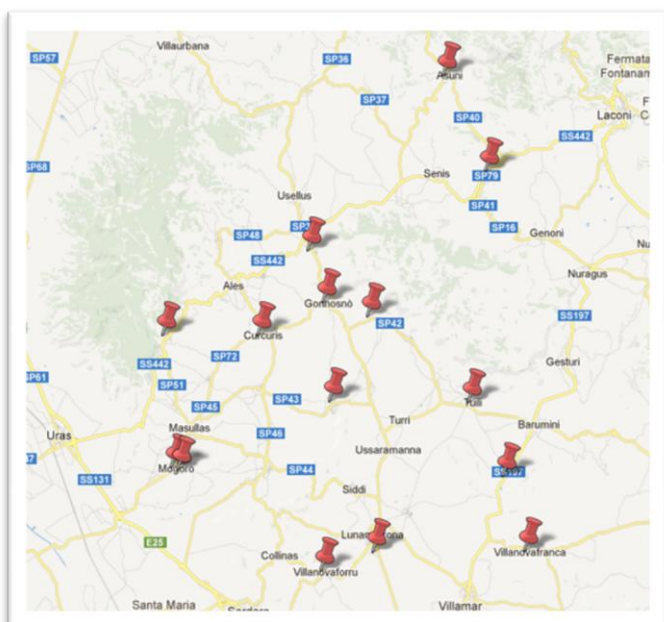 Villaurbana
SP57
SP36
Asuni
Fermata
Fontanam
SP37
Laconi
SP40
SS442
SP68
Senis
SP79
Usellus
SP41
SP16
Genoni
SP48
SS442
Nuragus
Ales
Gonnosnò
SP42
SS197
Curcuris
SS442
SP72
Gesturi
SP61
SP51
SP43
SP45
Tuili
Turri
Barumini
Masullas
SP46
Uras
Mogoro
Ussaramanna
SP44
SS131
Siddi
E25
Collinas
Villanovaforru
Villanovafranca
Santa Maria
Villamar